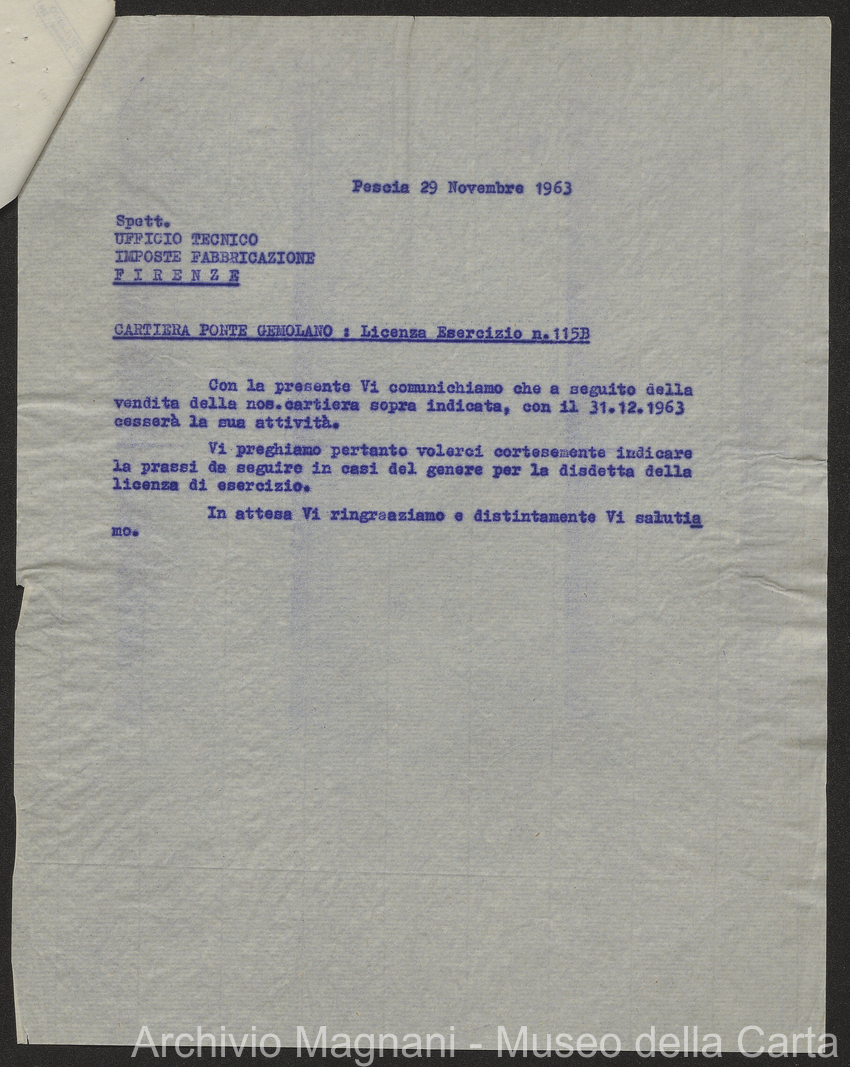 Pescia 29 Novembre 1963
Spett.
UFFICIO TECNICO
IMPOSTE FABBRICAZIONE
F I R E N Z E
CARTIERA PONTE GEMOLANO : Licenza Esercizio n.115B
Con la presente Vi comunichiamo che a seguito della
vendita della nos.cartiera sopra indicata, con il 31.12.1963
cesserà la sua attività.
Vi preghiamo pertanto volerci cortesemente indicare
la prassi da seguire in casi del genere per la disdetta della
licenza di esercizio.
In attesa Vi ringraaziamo e distintamente Vi salutia
mo.
Archivio Magnani - Museo della Carta